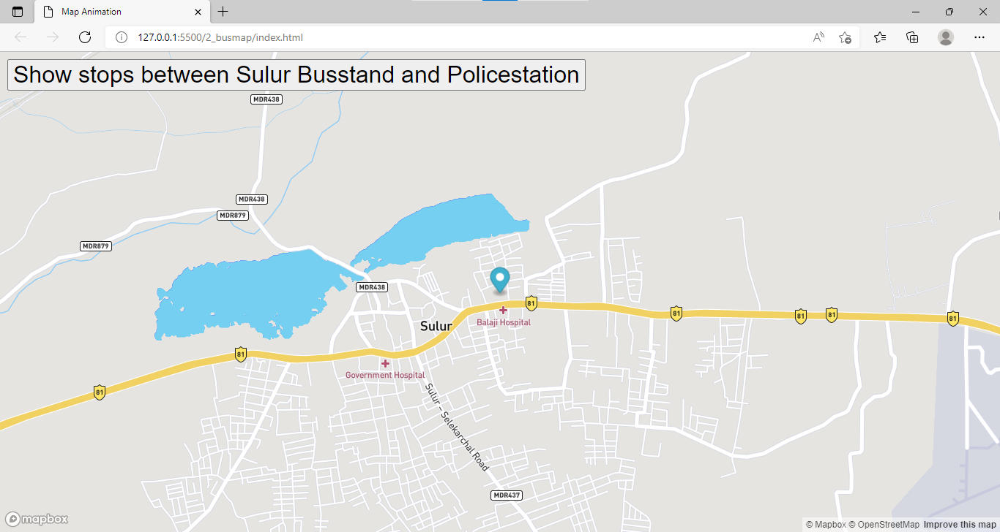 Map Animation
127.0.0.1:5500/2_busmap/index.html
Show stops between Sulur Busstand and Policestation
MDR438
MDR438
MDR879
MDR879
MDR438
81
Sulur
Balaji Hospital
81
81
81
81
81
81
Government Hospital
Sulur – Selekarchal Road
MDR437
mapbox
© Mapbox © OpenStreetMap Improve this map